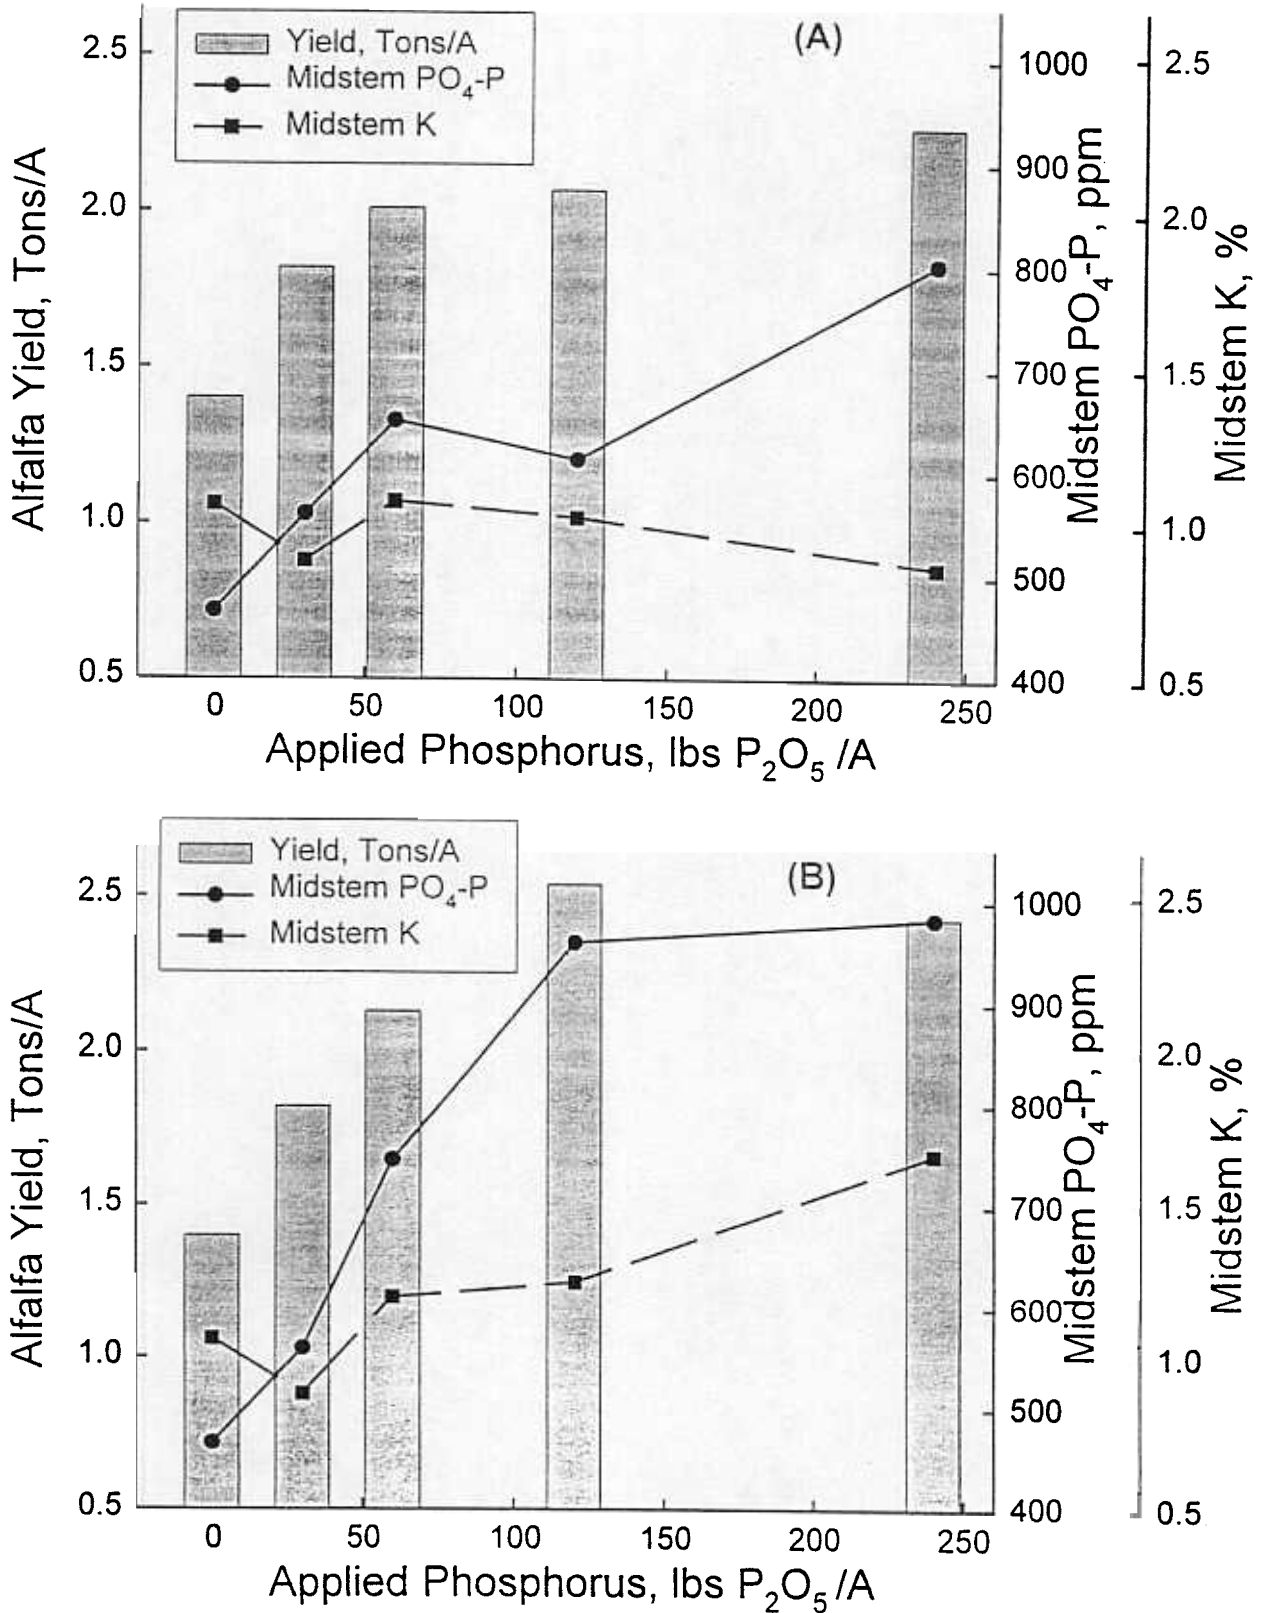 (A)
Yield, Tons/A
Midstem PO₄-P
Midstem K
2.5
2.0
1.5
1.0
0.5
Alfalfa Yield, Tons/A
1000
900
800
700
600
500
400
Midstem PO₄-P, ppm
2.5
2.0
1.5
1.0
0.5
Midstem K, %
0 50 100 150 200 250
Applied Phosphorus, lbs P₂O₅ /A
(B)
Yield, Tons/A
Midstem PO₄-P
Midstem K
2.5
2.0
1.5
1.0
0.5
Alfalfa Yield, Tons/A
1000
900
800
700
600
500
400
Midstem PO₄-P, ppm
2.5
2.0
1.5
1.0
0.5
Midstem K, %
0 50 100 150 200 250
Applied Phosphorus, lbs P₂O₅ /A